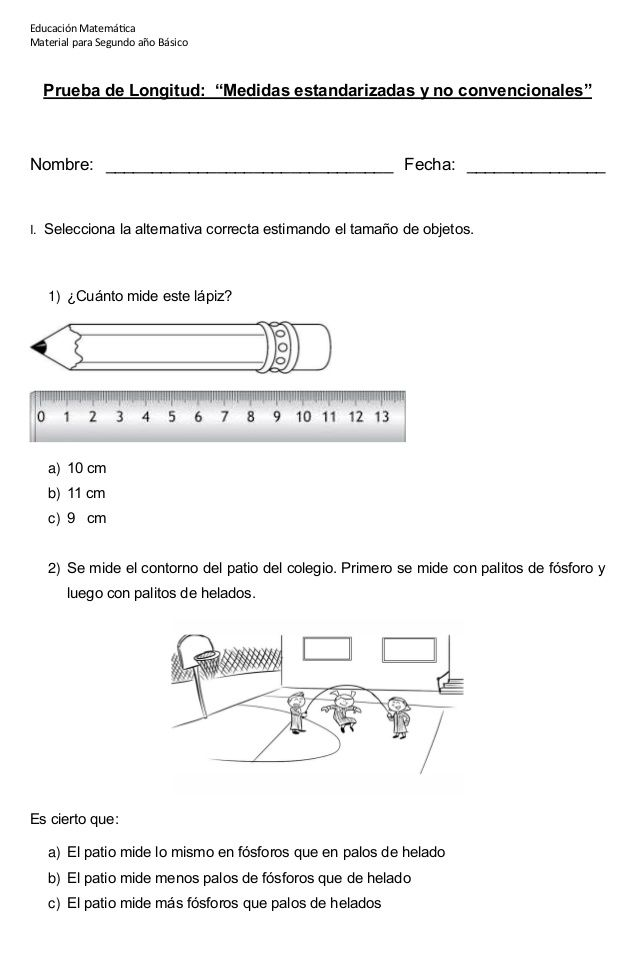 Educación Matemática
Material para Segundo año Básico
Prueba de Longitud: “Medidas estandarizadas y no convencionales”
Nombre: _______________________________ Fecha: _______________
I. Selecciona la alternativa correcta estimando el tamaño de objetos.
1) ¿Cuánto mide este lápiz?
0 1 2 3 4 5 6 7 8 9 10 11 12 13
a) 10 cm
b) 11 cm
c) 9 cm
2) Se mide el contorno del patio del colegio. Primero se mide con palitos de fósforo y
luego con palitos de helados.
Es cierto que:
a) El patio mide lo mismo en fósforos que en palos de helado
b) El patio mide menos palos de fósforos que de helado
c) El patio mide más fósforos que palos de helados